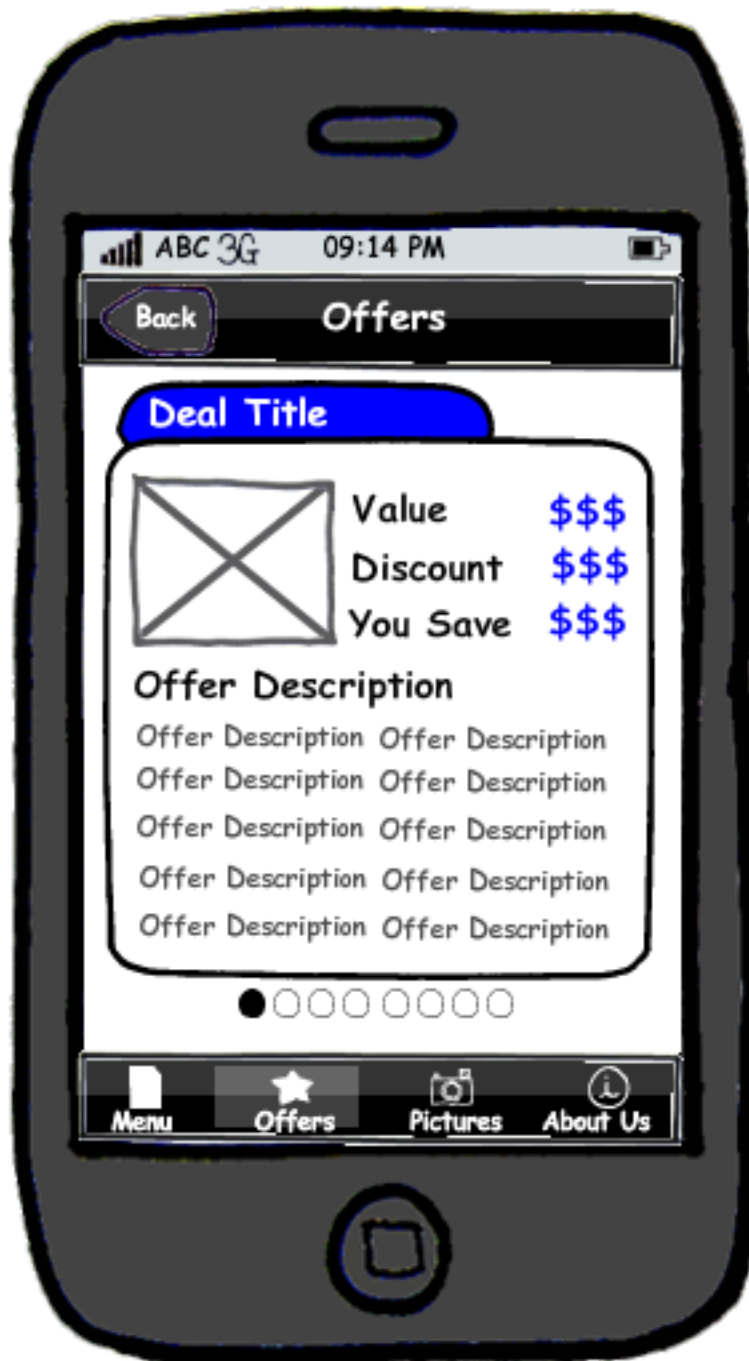 ABC 3G 09:14 PM
Back Offers
Deal Title
Value $$$
Discount $$$
You Save $$$
Offer Description
Offer Description Offer Description
Offer Description Offer Description
Offer Description Offer Description
Offer Description Offer Description
Offer Description Offer Description
Menu Offers Pictures About Us